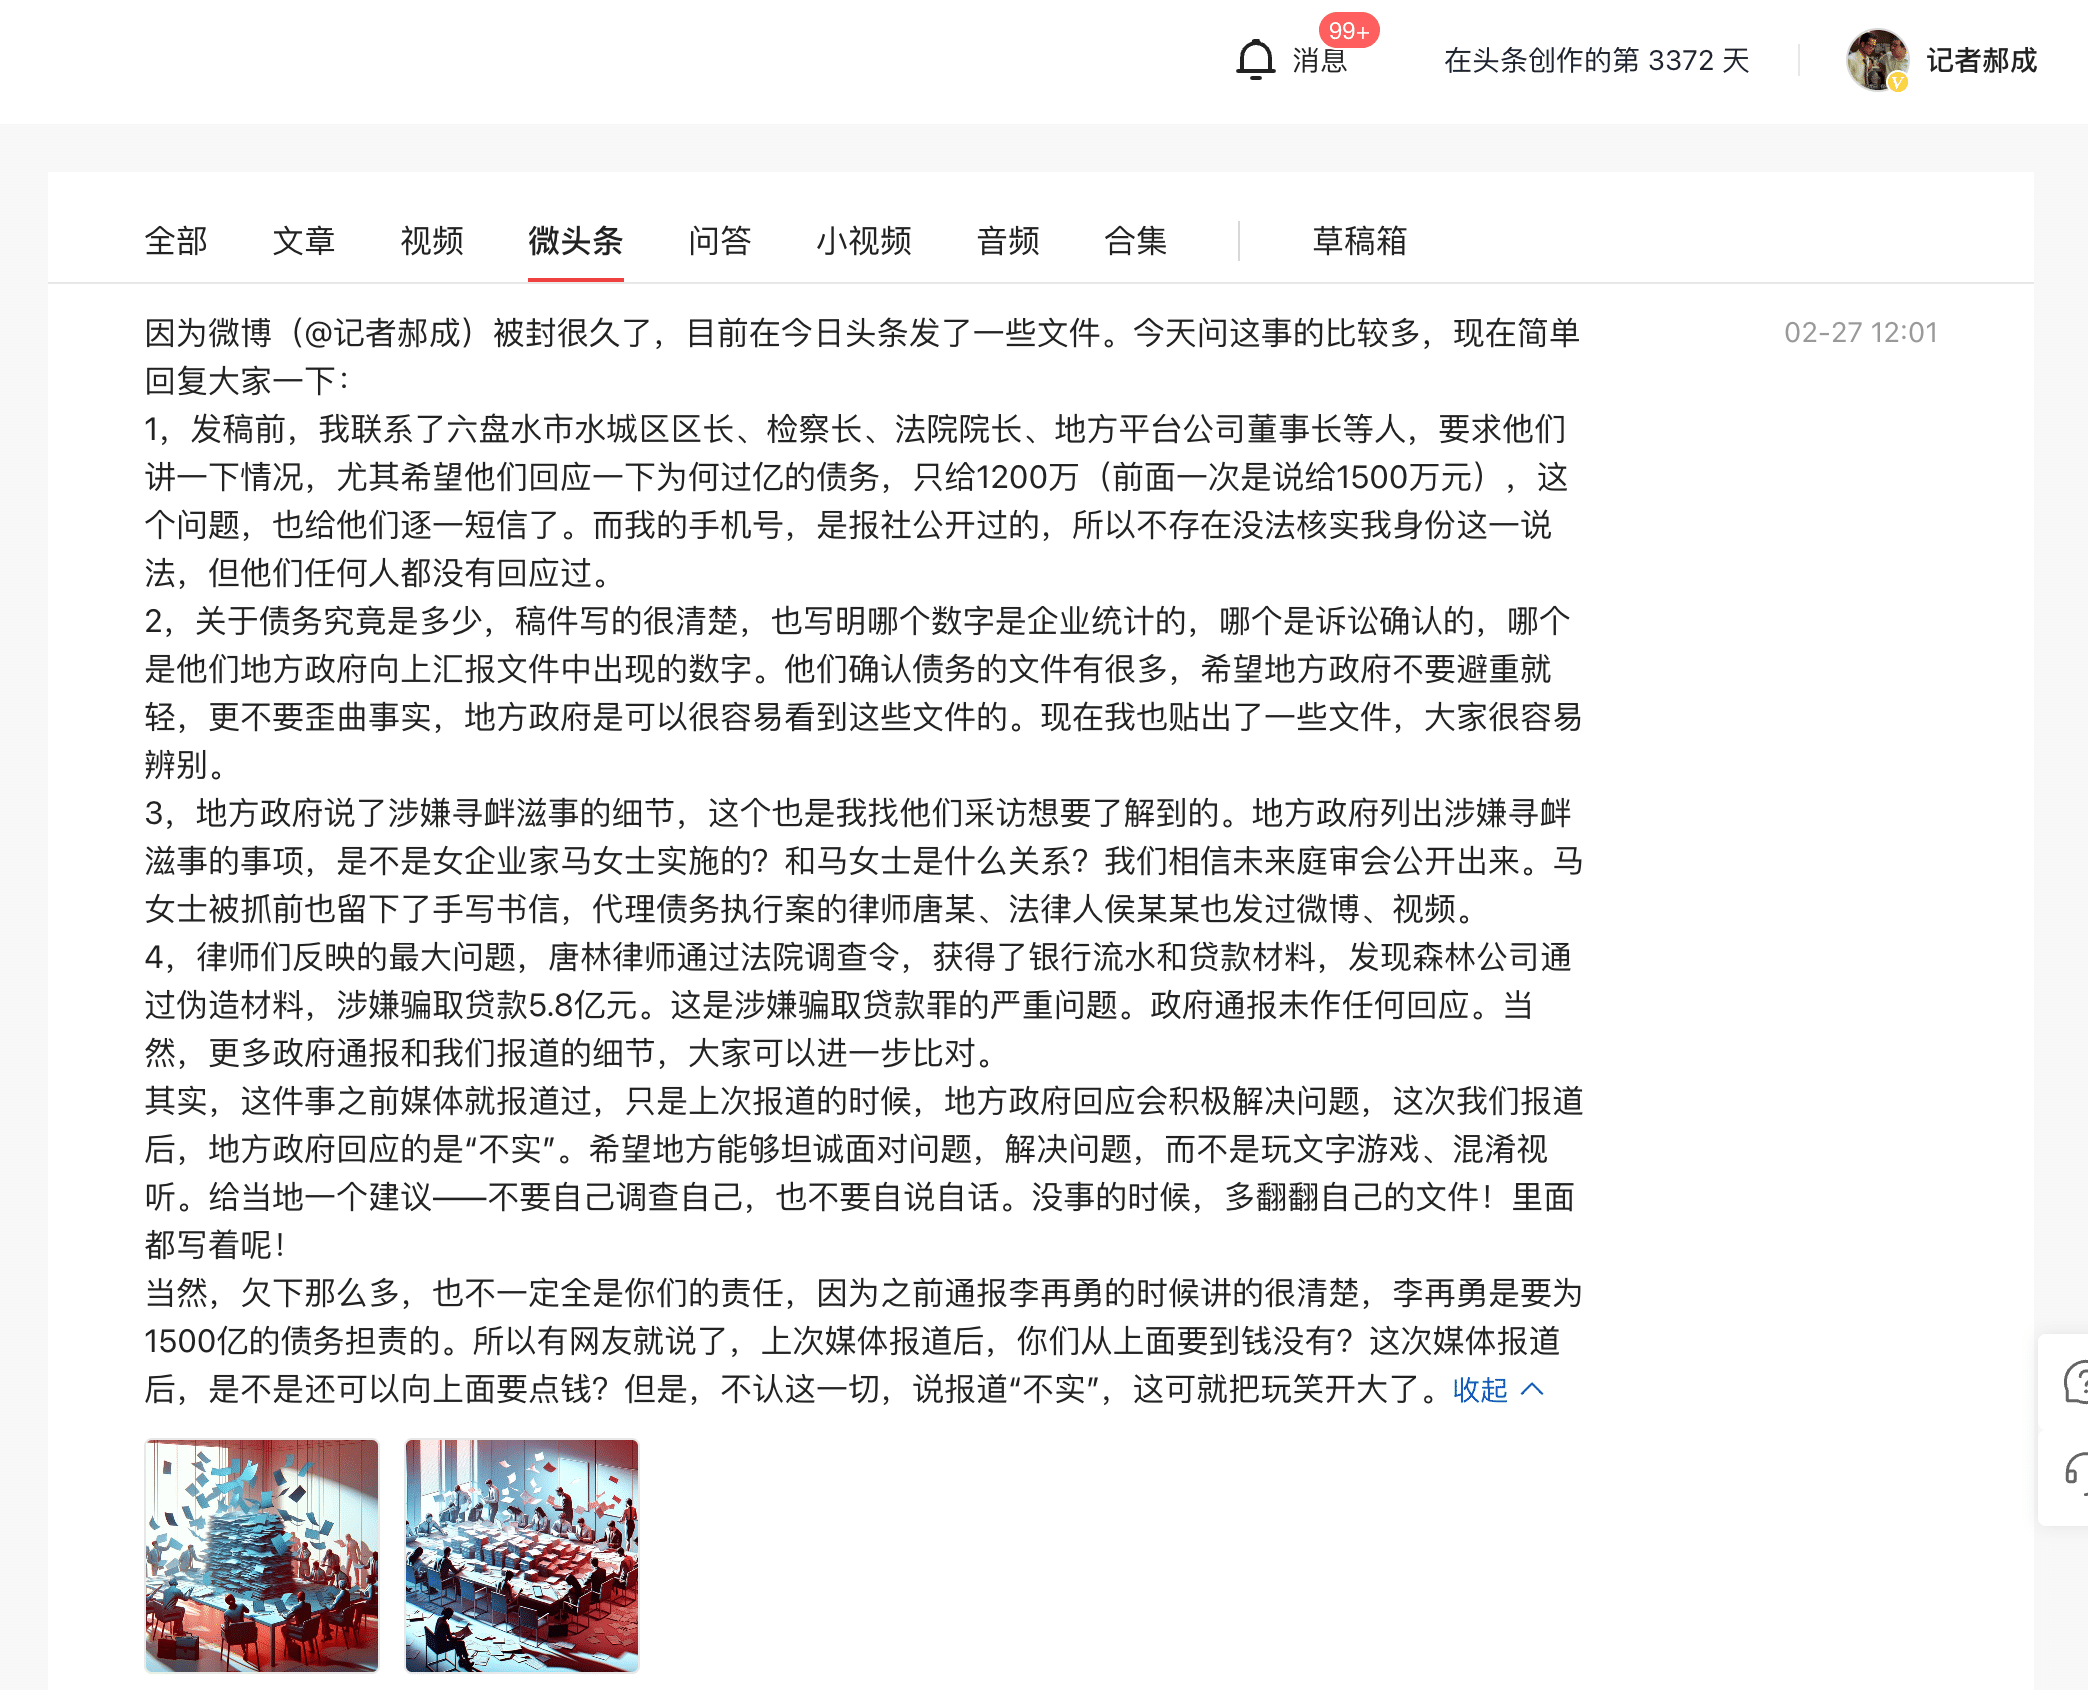 99+
消息
在头条创作的第 3372 天
记者郝成
全部 文章 视频 微头条 问答 小视频 音频 合集 草稿箱
因为微博（@记者郝成）被封很久了，目前在今日头条发了一些文件。今天问这事的比较多，现在简单
02-27 12:01
回复大家一下：
1，发稿前，我联系了六盘水市水城区区长、检察长、法院院长、地方平台公司董事长等人，要求他们
讲一下情况，尤其希望他们回应一下为何过亿的债务，只给1200万（前面一次是说给1500万元），这
个问题，也给他们逐一短信了。而我的手机号，是报社公开过的，所以不存在没法核实我身份这一说
法，但他们任何人都没有回应过。
2，关于债务究竟是多少，稿件写的很清楚，也写明哪个数字是企业统计的，哪个是诉讼确认的，哪个
是他们地方政府向上汇报文件中出现的数字。他们确认债务的文件有很多，希望地方政府不要避重就
轻，更不要歪曲事实，地方政府是可以很容易看到这些文件的。现在我也贴出了一些文件，大家很容易
辨别。
3，地方政府说了涉嫌寻衅滋事的细节，这个也是我找他们采访想要了解到的。地方政府列出涉嫌寻衅
滋事的事项，是不是女企业家马女士实施的？和马女士是什么关系？我们相信未来庭审会公开出来。马
女士被抓前也留下了手写书信，代理债务执行案的律师唐某、法律人侯某某也发过微博、视频。
4，律师们反映的最大问题，唐林律师通过法院调查令，获得了银行流水和贷款材料，发现森林公司通
过伪造材料，涉嫌骗取贷款5.8亿元。这是涉嫌骗取贷款罪的严重问题。政府通报未作任何回应。当
然，更多政府通报和我们报道的细节，大家可以进一步比对。
其实，这件事之前媒体就报道过，只是上次报道的时候，地方政府回应会积极解决问题，这次我们报道
后，地方政府回应的是“不实”。希望地方能够坦诚面对问题，解决问题，而不是玩文字游戏、混淆视
听。给当地一个建议——不要自己调查自己，也不要自说自话。没事的时候，多翻翻自己的文件！里面
都写着呢！
当然，欠下那么多，也不一定全是你们的责任，因为之前通报李再勇的时候讲的很清楚，李再勇是要为
1500亿的债务担责的。所以有网友就说了，上次媒体报道后，你们从上面要到钱没有？这次媒体报道
后，是不是还可以向上面要点钱？但是，不认这一切，说报道“不实”，这可就把玩笑开大了。收起